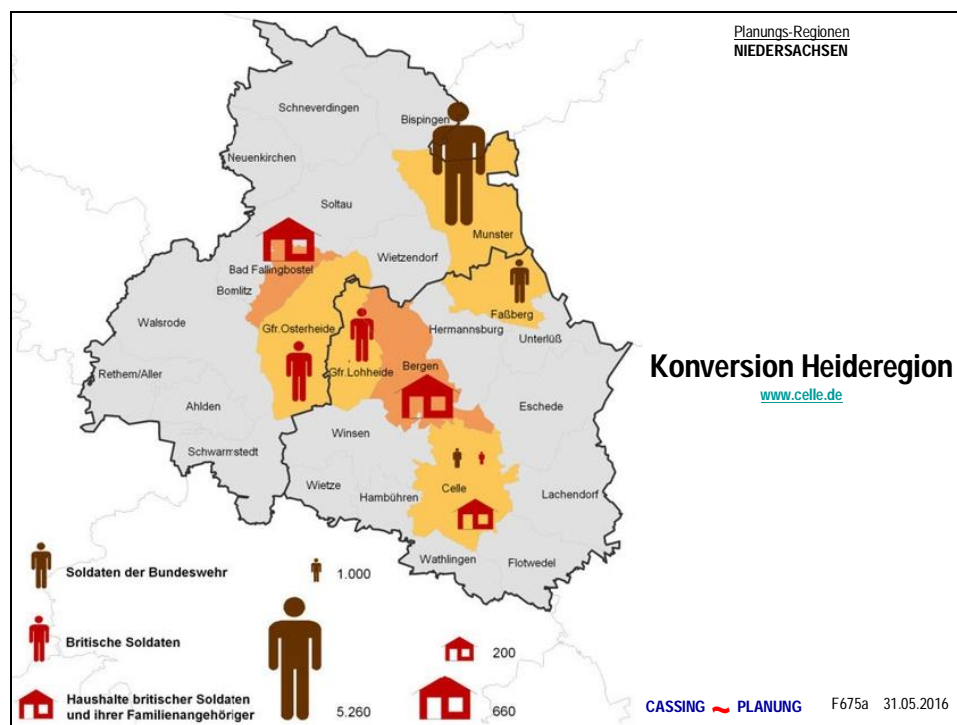 Planungs-Regionen
NIEDERSACHSEN
Schneverdingen
Bispingen
Neuenkirchen
Soltau
Munster
Wietzendorf
Bad Fallingbostel
Bomlitz
Faßberg
Walsrode
Gfr.Osterheide
Hermannsburg
Unterlüß
Konversion Heideregion
www.celle.de
Rethem/Aller
Gfr.Lohheide
Bergen
Ahlden
Eschede
Winsen
Schwarmstedt
Wietze
Hambühren
Celle
Lachendorf
Wathlingen
Flotwedel
Soldaten der Bundeswehr
1.000
Britische Soldaten
200
Haushalte britischer Soldaten
und ihrer Familienangehöriger
5.260
660
CASSING ~ PLANUNG F675a 31.05.2016